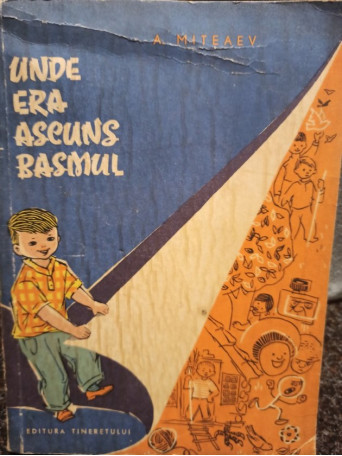 A. MITEAEV
UNDE
ERA
ASCUNS
BASMUL
EDITURA TINERETULUI